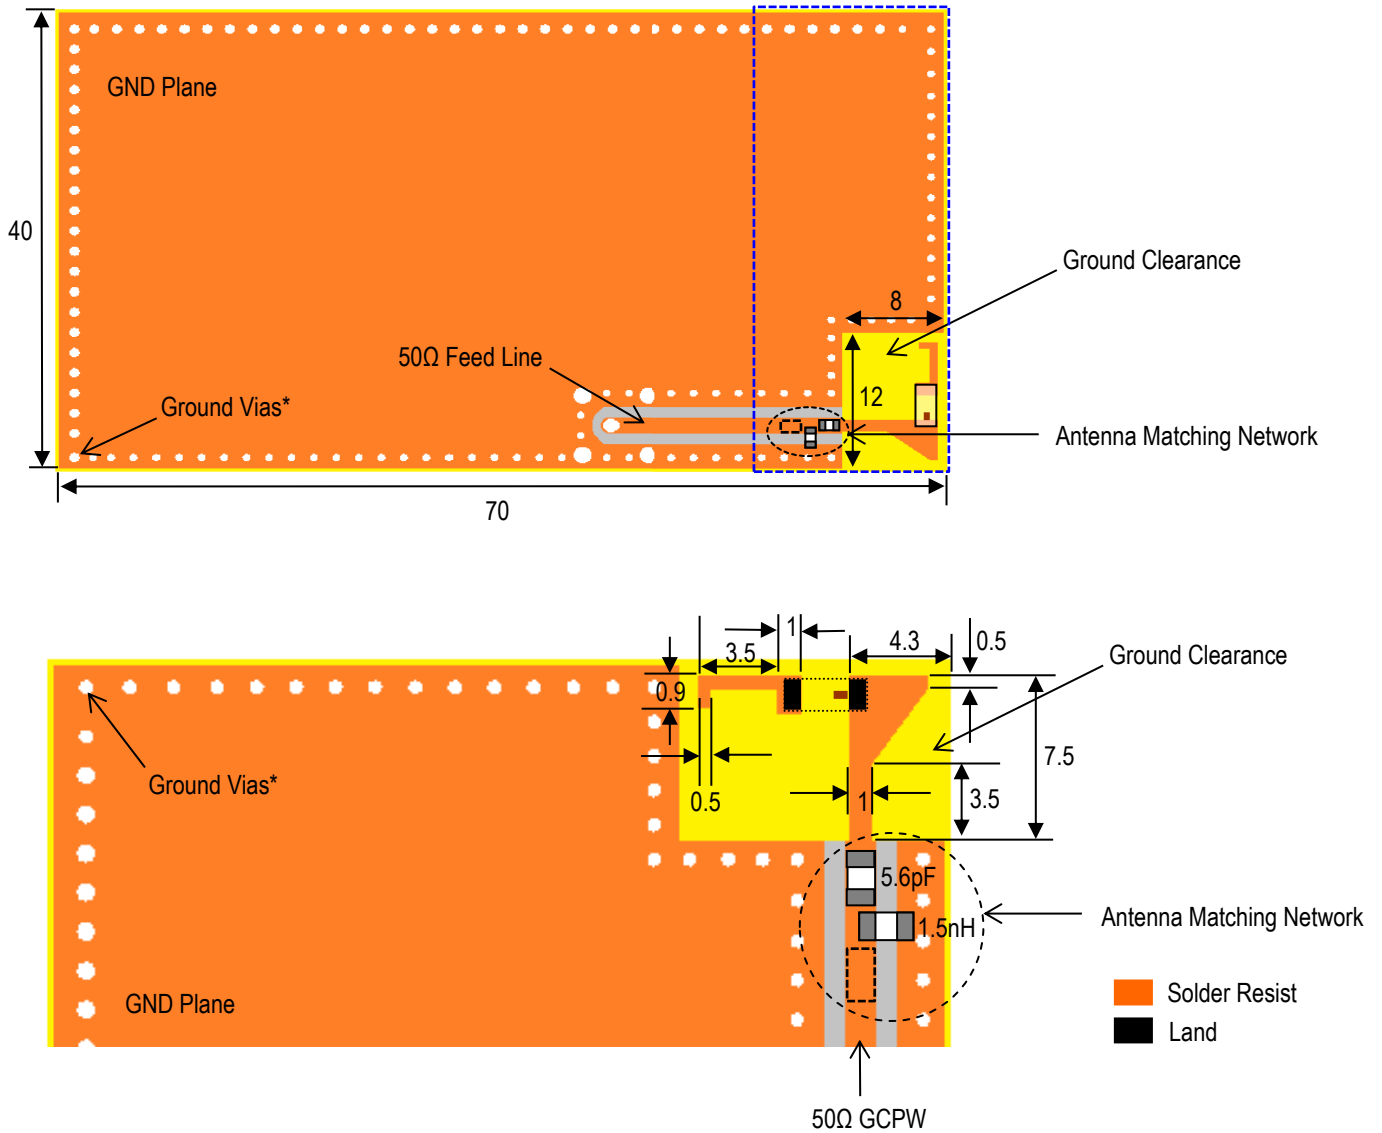 GND Plane
40
Ground Clearance
8
50Ω Feed Line
12
Ground Vias*
Antenna Matching Network
70
1
4.3
0.5
3.5
Ground Clearance
0.9
7.5
Ground Vias*
0.5
1
3.5
5.6pF
1.5nH
Antenna Matching Network
GND Plane
Solder Resist
Land
50Ω GCPW